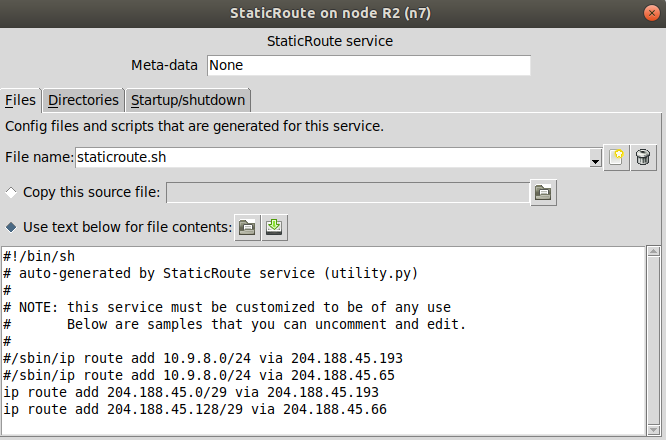 StaticRoute on node R2 (n7)
StaticRoute service
Meta-data None
Files Directories Startup/shutdown
Config files and scripts that are generated for this service.
File name: staticroute.sh
Copy this source file:
Use text below for file contents:
#!/bin/sh
# auto-generated by StaticRoute service (utility.py)
#
# NOTE: this service must be customized to be of any use
#       Below are samples that you can uncomment and edit.
#
#/sbin/ip route add 10.9.8.0/24 via 204.188.45.193
#/sbin/ip route add 10.9.8.0/24 via 204.188.45.65
ip route add 204.188.45.0/29 via 204.188.45.193
ip route add 204.188.45.128/29 via 204.188.45.66